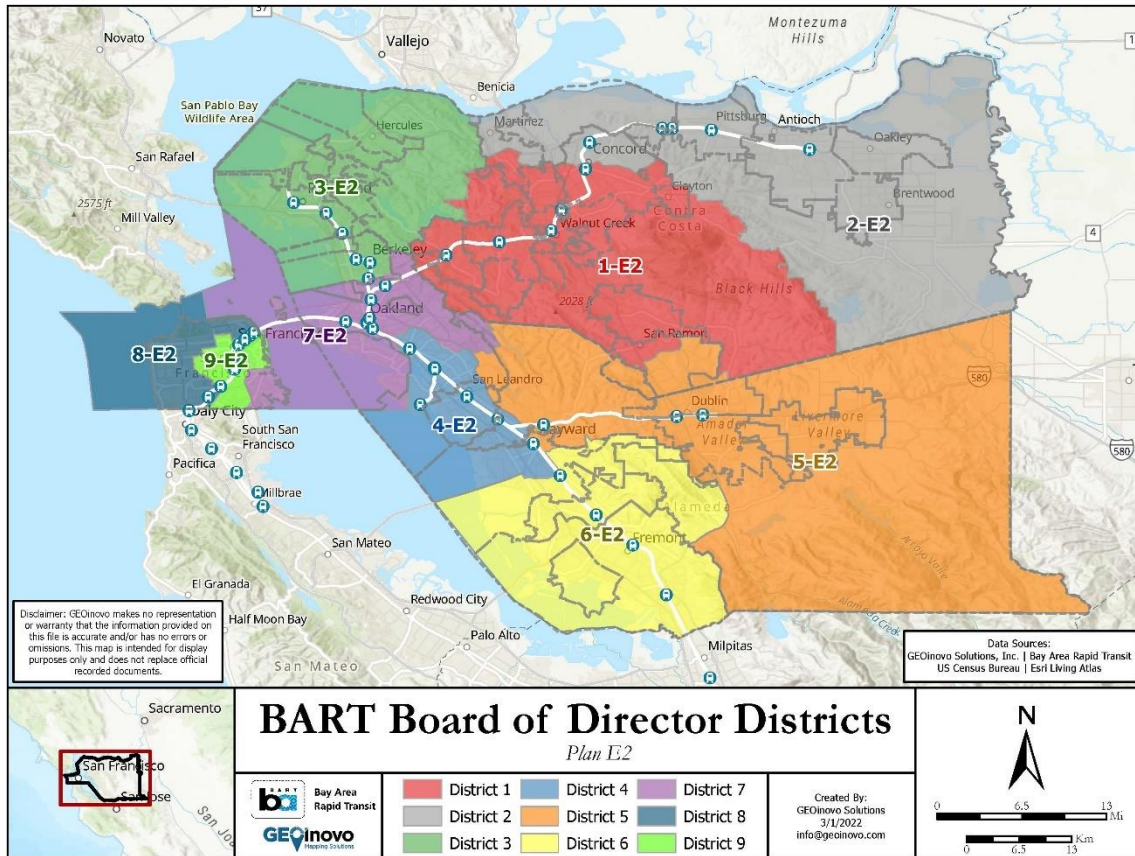 37
Novato
Vallejo
Montezuma
Hills
Benicia
San Pablo Bay
Wildlife Area
Hercules
Martinez
Pittsburg
Antioch
Oakley
Concord
San Rafael
Clayton
Brentwood
3-E2
2575 ft
Mill Valley
Contra
Costa
Walnut Creek
2-E2
4
Berkeley
1-E2
Black Hills
2028 ft
Oakland
San Ramon
7-E2
8-E2
9-E2
Francisco
580
San Leandro
Dublin
Daly City
4-E2
Hayward
Amador
Valley
Livermore
Valley
South San
Francisco
580
Pacifica
5-E2
Millbrae
Alameda
6-E2
Fremont
San Mateo
Arroyo Valle
El Granada
Redwood City
Alameda Creek
Half Moon Bay
Palo Alto
Milpitas
San Mateo
Disclaimer: GEOinovo makes no representation
or warranty that the information provided on
this file is accurate and/or has no errors or
omissions. This map is intended for display
purposes only and does not replace official
recorded documents.
Data Sources:
GEOinovo Solutions, Inc. | Bay Area Rapid Transit
US Census Bureau | Esri Living Atlas
Sacramento
San Francisco
San Jose
BART Board of Director Districts
Plan E2
BART
ba
Bay Area
Rapid Transit
GEOinovo
Mapping Solutions
District 1
District 4
District 7
District 2
District 5
District 8
District 3
District 6
District 9
Created By:
GEOinovo Solutions
3/1/2022
info@geoinovo.com
N
0 6.5 13
Mi
Km
0 6.5 13